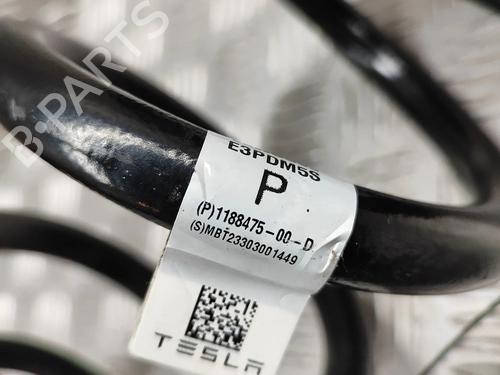 B-PARTS
E3PDM5S
P
(P)1188475-00-D
(S)MBT23303001449
TESLA